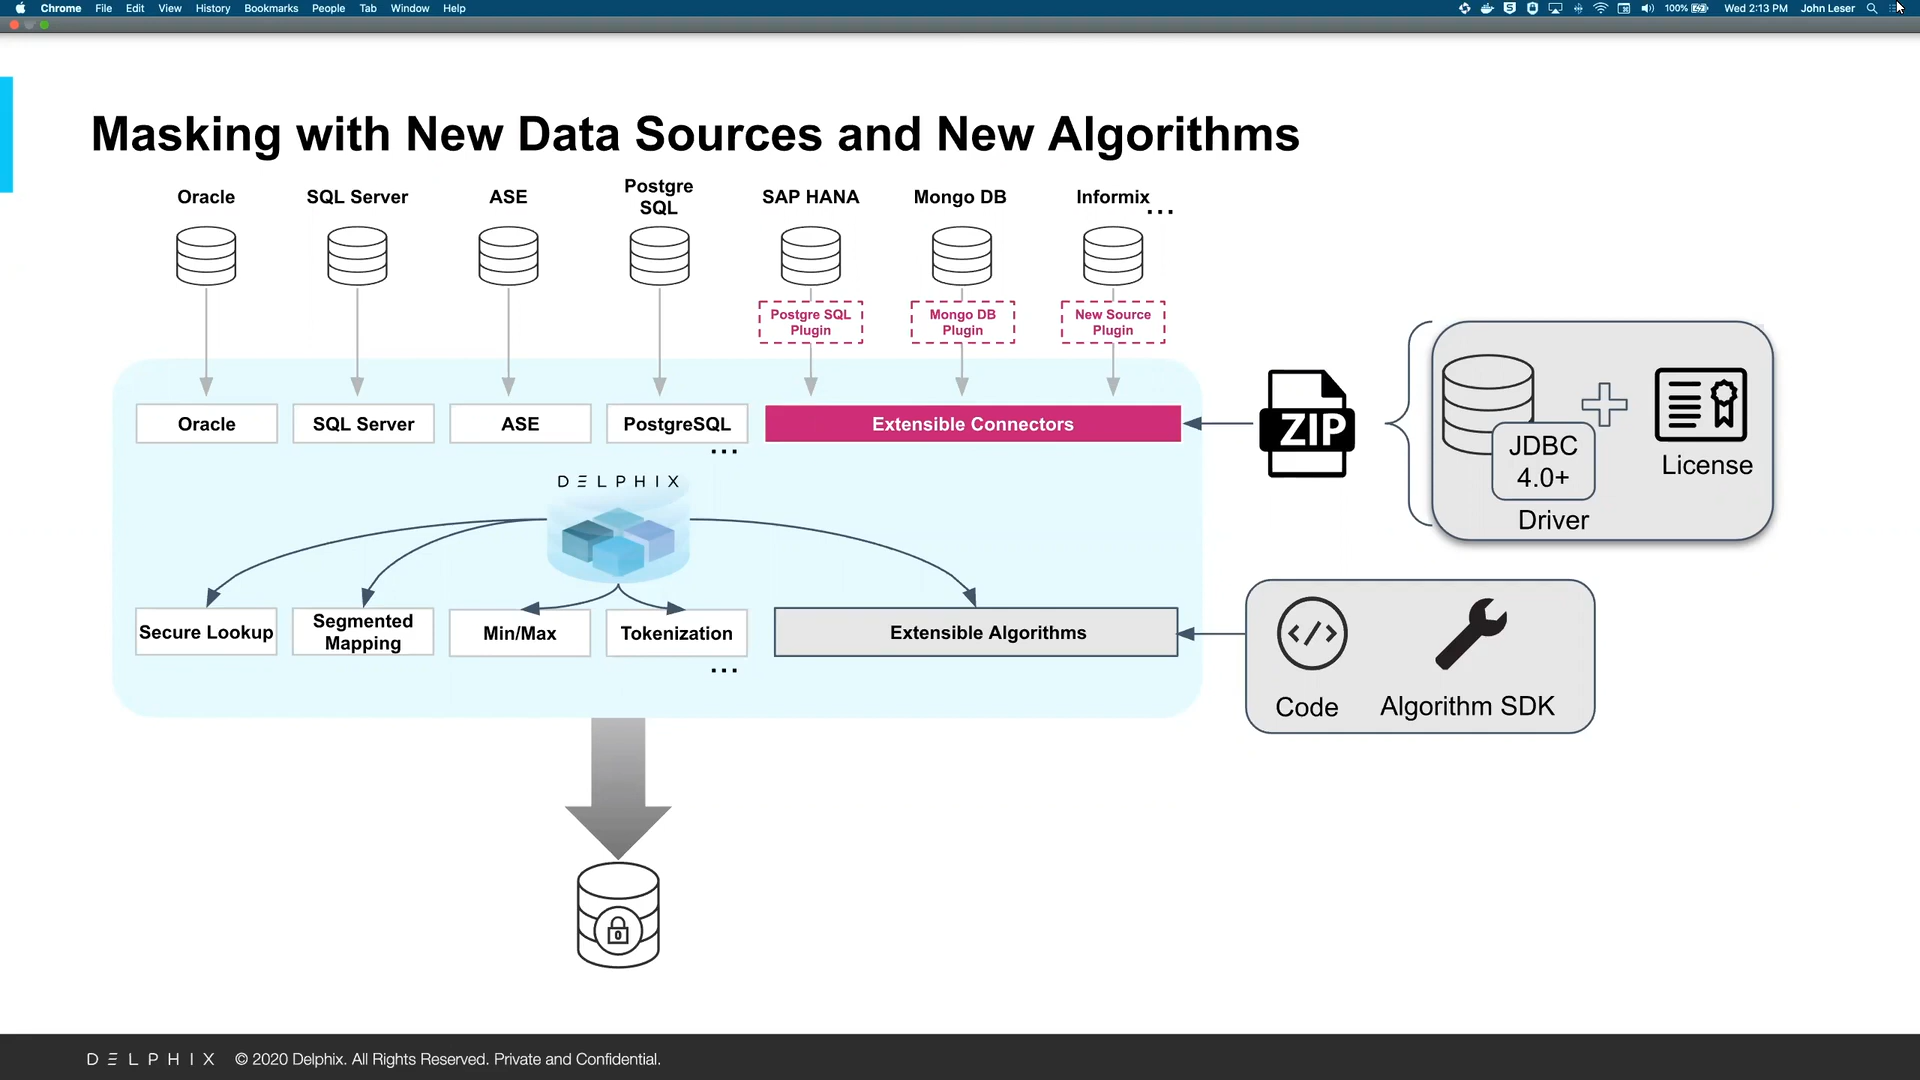 Chrome File Edit View History Bookmarks People Tab Window Help
100% Wed 2:13 PM John Leser
Masking with New Data Sources and New Algorithms
Oracle
SQL Server
ASE
Postgre
SQL
SAP HANA
Mongo DB
Informix
...
Postgre SQL
Plugin
Mongo DB
Plugin
New Source
Plugin
Oracle
SQL Server
ASE
PostgreSQL
...
Extensible Connectors
ZIP
JDBC
4.0+
Driver
License
DELPHIX
Secure Lookup
Segmented
Mapping
Min/Max
Tokenization
...
Extensible Algorithms
</>
Code
Algorithm SDK
DELPHIX © 2020 Delphix. All Rights Reserved. Private and Confidential.